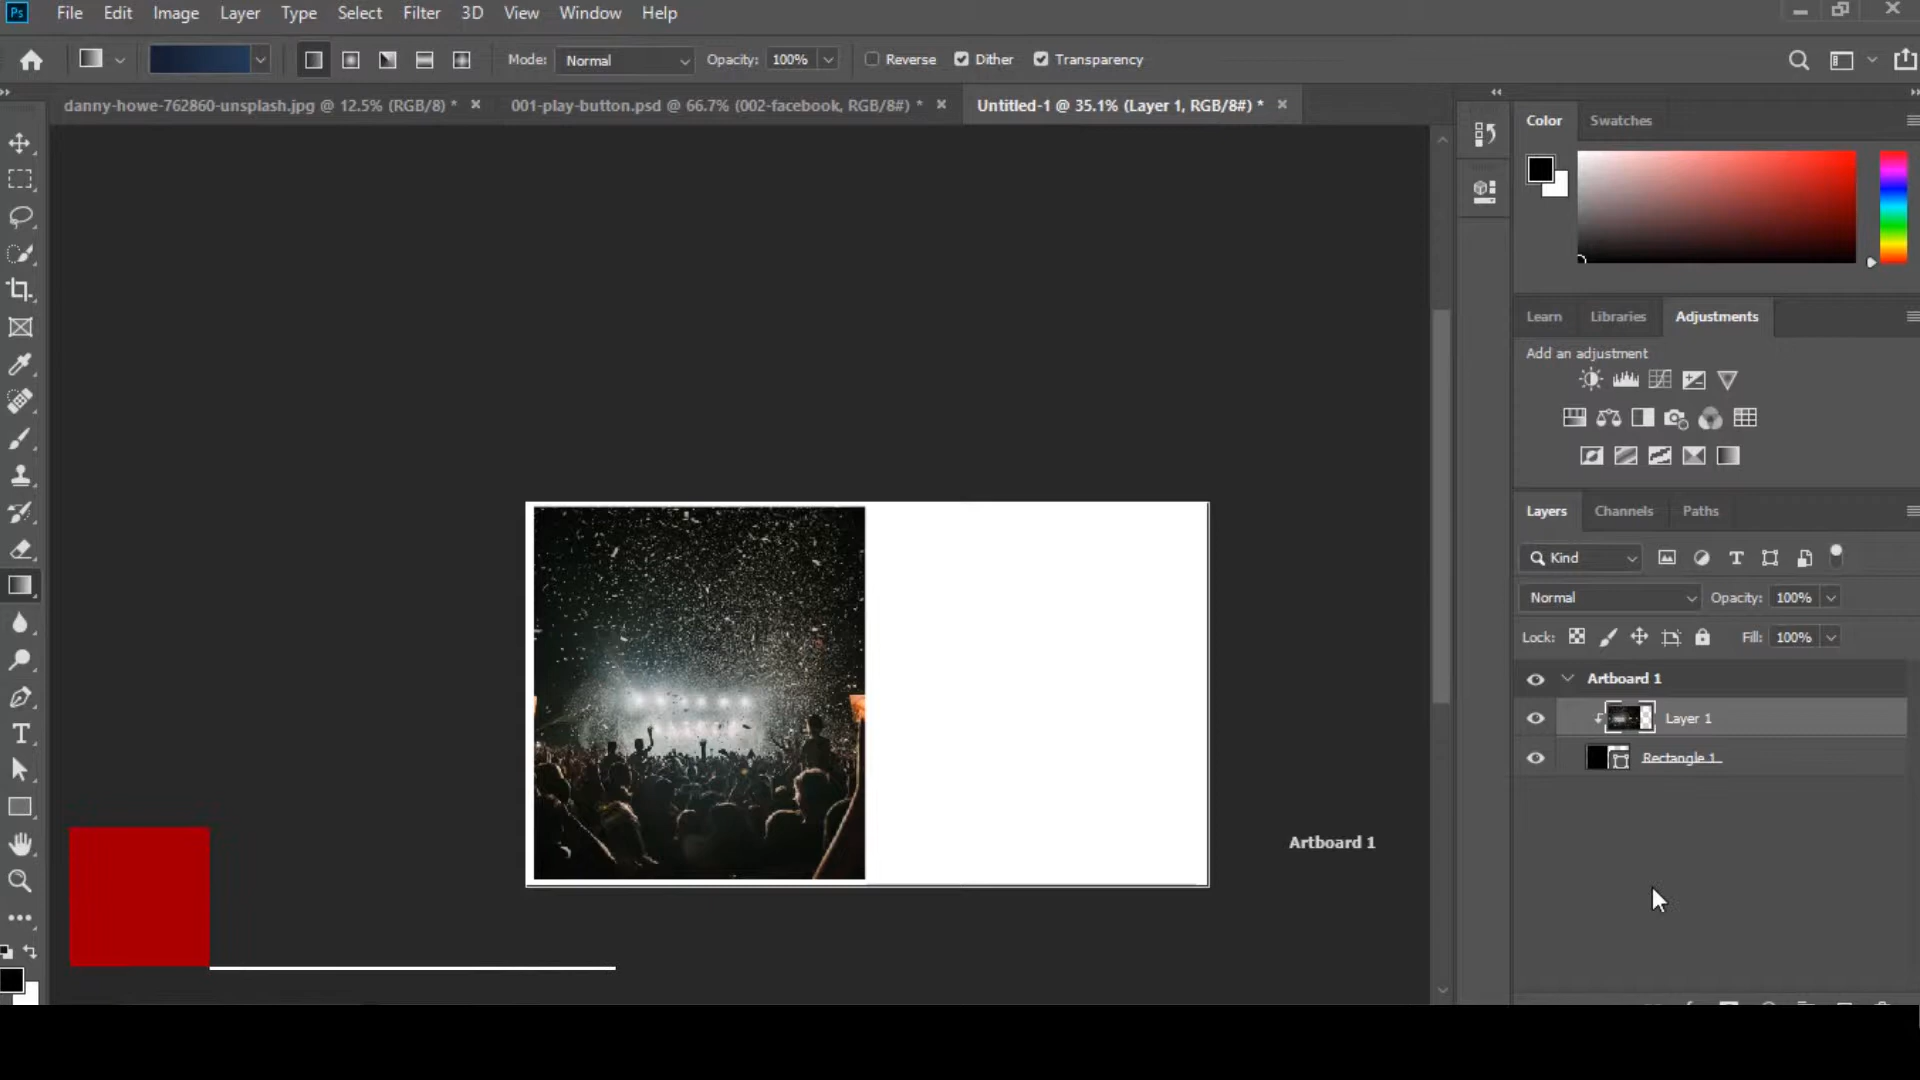 Ps File Edit Image Layer Type Select Filter 3D View Window Help
Mode: Normal Opacity: 100% Reverse Dither Transparency
danny-howe-762860-unsplash.jpg @ 12.5% (RGB/8) * 001-play-button.psd @ 66.7% (002-facebook, RGB/8#) * Untitled-1 @ 35.1% (Layer 1, RGB/8#) *
Color Swatches
Learn Libraries Adjustments
Add an adjustment
Layers Channels Paths
Kind
Normal Opacity: 100%
Lock: Fill: 100%
Artboard 1
Layer 1
Rectangle 1
Artboard 1